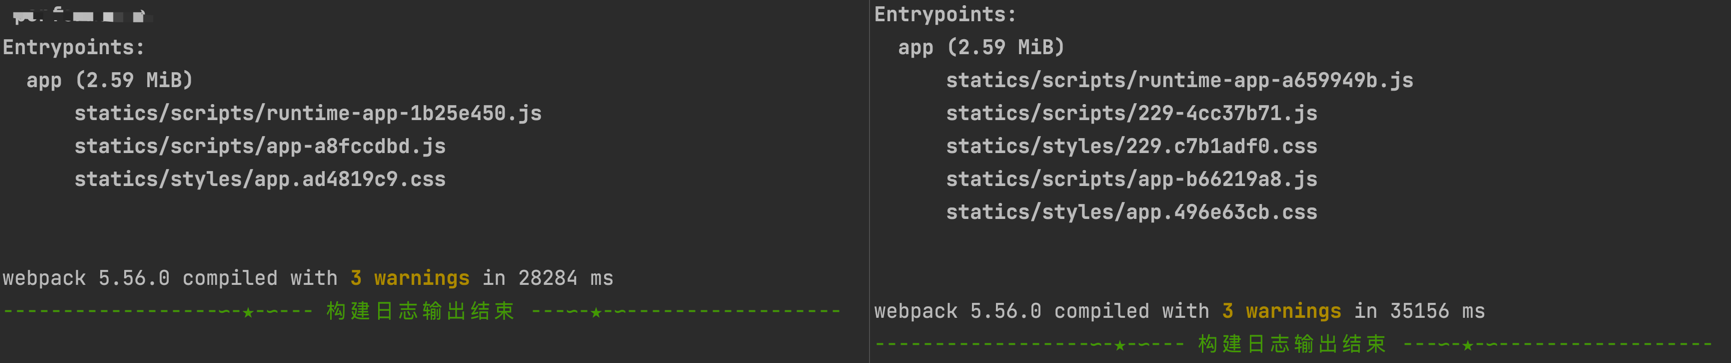 Entrypoints:
  app (2.59 MiB)
      statics/scripts/runtime-app-1b25e450.js
      statics/scripts/app-a8fccdbd.js
      statics/styles/app.ad4819c9.css
webpack 5.56.0 compiled with 3 warnings in 28284 ms
------------------~-★-~--- 构建日志输出结束 ---~-★-~------------------
Entrypoints:
  app (2.59 MiB)
      statics/scripts/runtime-app-a659949b.js
      statics/scripts/229-4cc37b71.js
      statics/styles/229.c7b1adf0.css
      statics/scripts/app-b66219a8.js
      statics/styles/app.496e63cb.css
webpack 5.56.0 compiled with 3 warnings in 35156 ms
------------------~-★-~--- 构建日志输出结束 ---~-★-~------------------